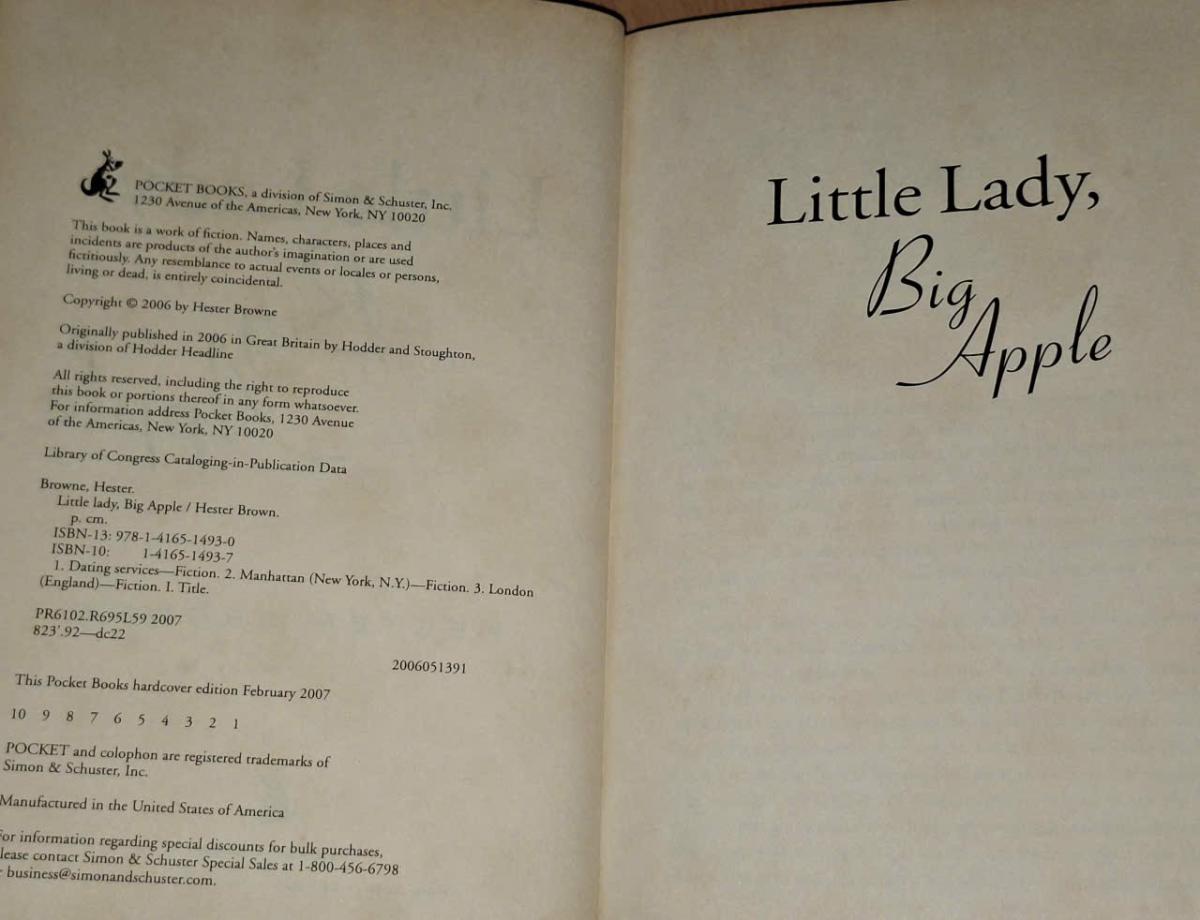 POCKET BOOKS, a division of Simon & Schuster, Inc.
1230 Avenue of the Americas, New York, NY 10020
This book is a work of fiction. Names, characters, places and
incidents are products of the author's imagination or are used
fictitiously. Any resemblance to actual events or locales or persons,
living or dead, is entirely coincidental.
Copyright © 2006 by Hester Browne
Originally published in 2006 in Great Britain by Hodder and Stoughton,
a division of Hodder Headline
All rights reserved, including the right to reproduce
this book or portions thereof in any form whatsoever.
For information address Pocket Books, 1230 Avenue
of the Americas, New York, NY 10020
Library of Congress Cataloging-in-Publication Data
Browne, Hester.
Little lady, Big Apple / Hester Brown.
p. cm.
ISBN-13: 978-1-4165-1493-0
ISBN-10: 1-4165-1493-7
1. Dating services—Fiction. 2. Manhattan (New York, N.Y.)—Fiction. 3. London
(England)—Fiction. I. Title.
PR6102.R695L59 2007
823'.92—dc22
2006051391
This Pocket Books hardcover edition February 2007
10 9 8 7 6 5 4 3 2 1
POCKET and colophon are registered trademarks of
Simon & Schuster, Inc.
Manufactured in the United States of America
For information regarding special discounts for bulk purchases,
lease contact Simon & Schuster Special Sales at 1-800-456-6798
business@simonandschuster.com.
Little Lady,
Big
Apple